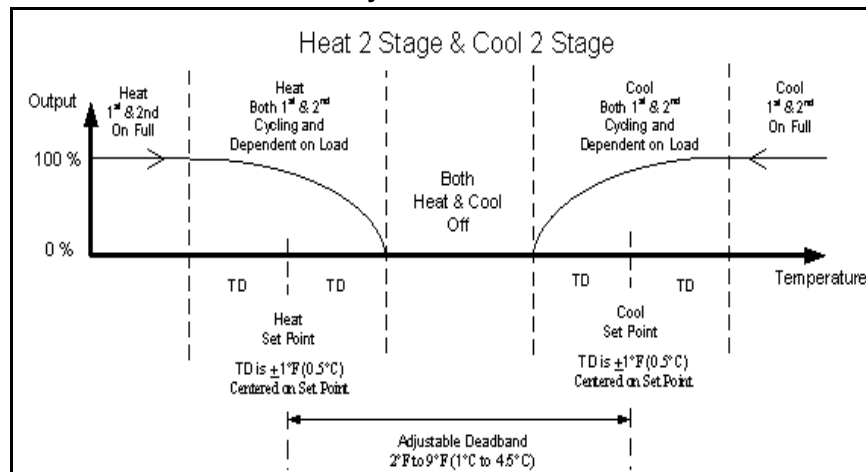 Heat 2 Stage & Cool 2 Stage
Output
Heat
1st & 2nd
On Full
Heat
Both 1st & 2nd
Cycling and
Dependent on Load
Cool
Both 1st & 2nd
Cycling and
Dependent on Load
Cool
1st & 2nd
On Full
100 %
Both
Heat & Cool
Off
0 %
Temperature
TD
TD
TD
TD
Heat
Set Point
TD is ±1°F(0.5°C)
Centered on Set Point
Cool
Set Point
TD is ±1°F(0.5°C)
Centered on Set Point
Adjustable Deadband
2°F to 9°F (1°C to 4.5°C)